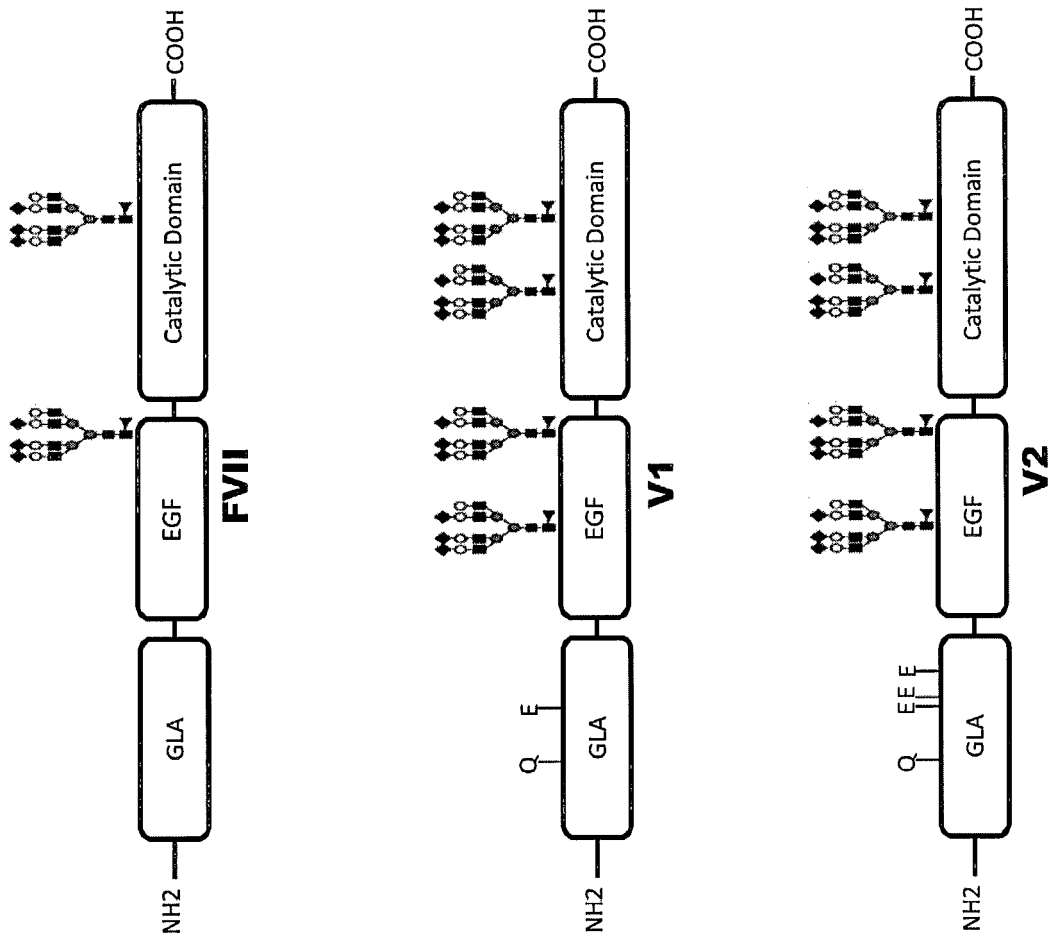 NH2
GLA
EGF
Catalytic Domain
COOH
FVII
NH2
Q
E
GLA
EGF
Catalytic Domain
COOH
V1
NH2
Q
E
E
E
GLA
EGF
Catalytic Domain
COOH
V2